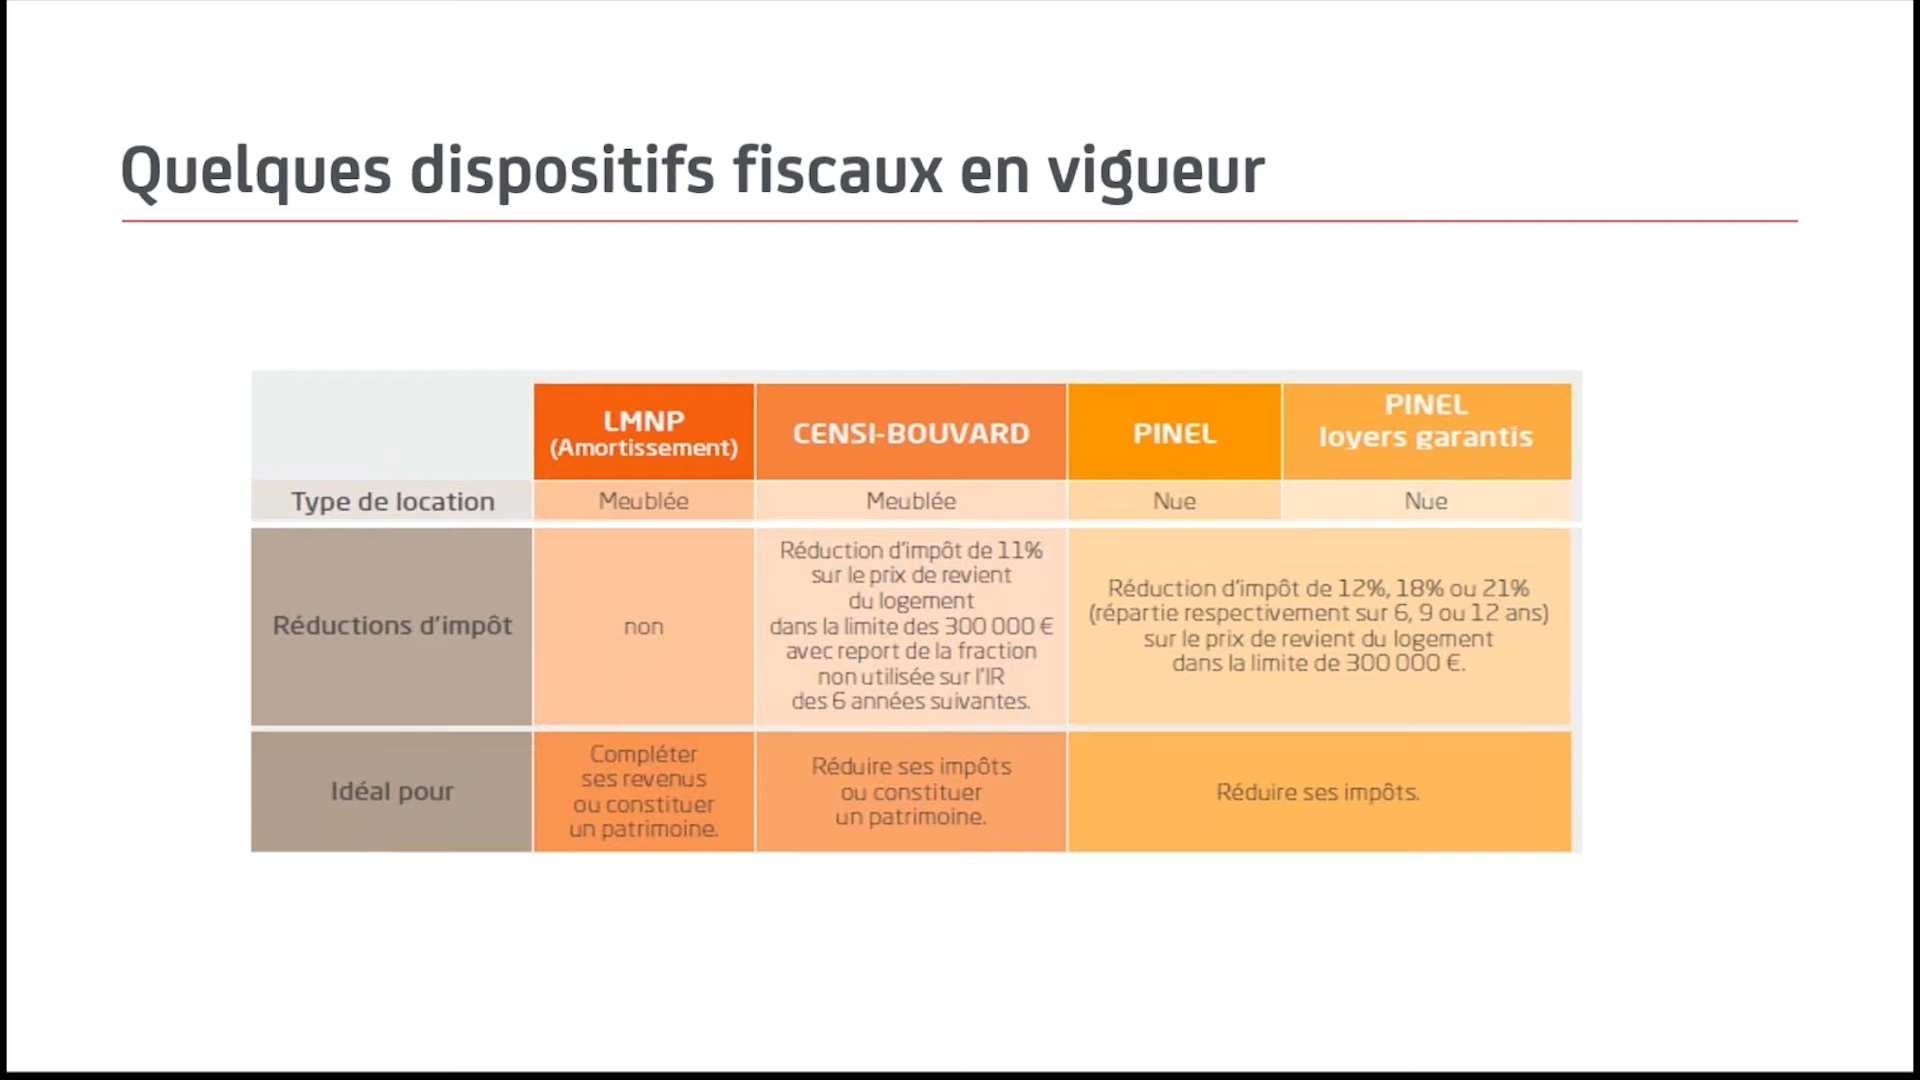 Quelques dispositifs fiscaux en vigueur
LMNP
(Amortissement)
CENSI-BOUVARD
PINEL
PINEL
loyers garantis
Type de location
Meublée
Meublée
Nue
Nue
Réductions d'impôt
non
Réduction d'impôt de 11%
sur le prix de revient
du logement
dans la limite des 300 000 €
avec report de la fraction
non utilisée sur l'IR
des 6 années suivantes.
Réduction d'impôt de 12%, 18% ou 21%
(répartie respectivement sur 6, 9 ou 12 ans)
sur le prix de revient du logement
dans la limite de 300 000 €.
Idéal pour
Compléter
ses revenus
ou constituer
un patrimoine.
Réduire ses impôts
ou constituer
un patrimoine.
Réduire ses impôts.